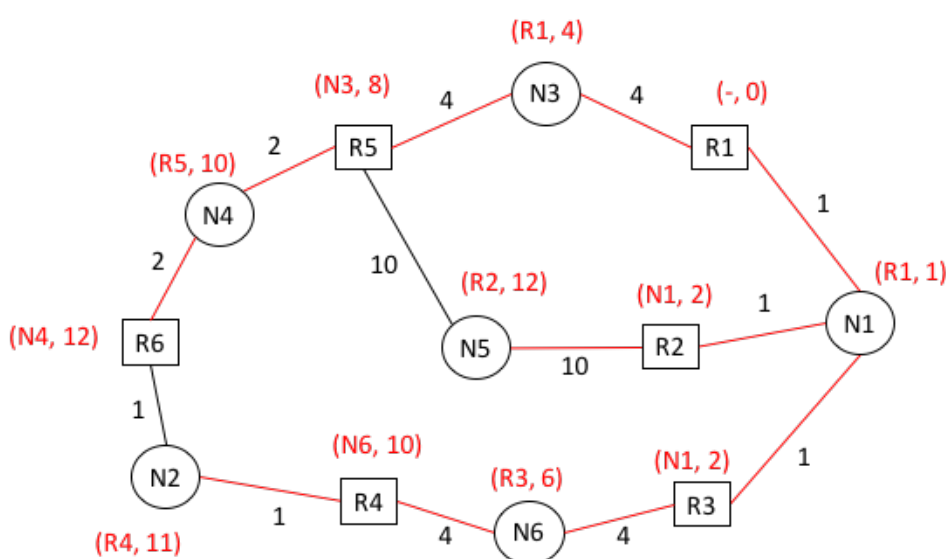 (R1, 4)
(N3, 8)
4
N3
4
(-, 0)
2
R5
R1
(R5, 10)
N4
1
10
2
(R2, 12)
(N1, 2)
(R1, 1)
1
N1
(N4, 12)
R6
N5
R2
10
1
(N6, 10)
(N1, 2)
1
N2
(R3, 6)
R4
R3
1
N6
4
4
(R4, 11)